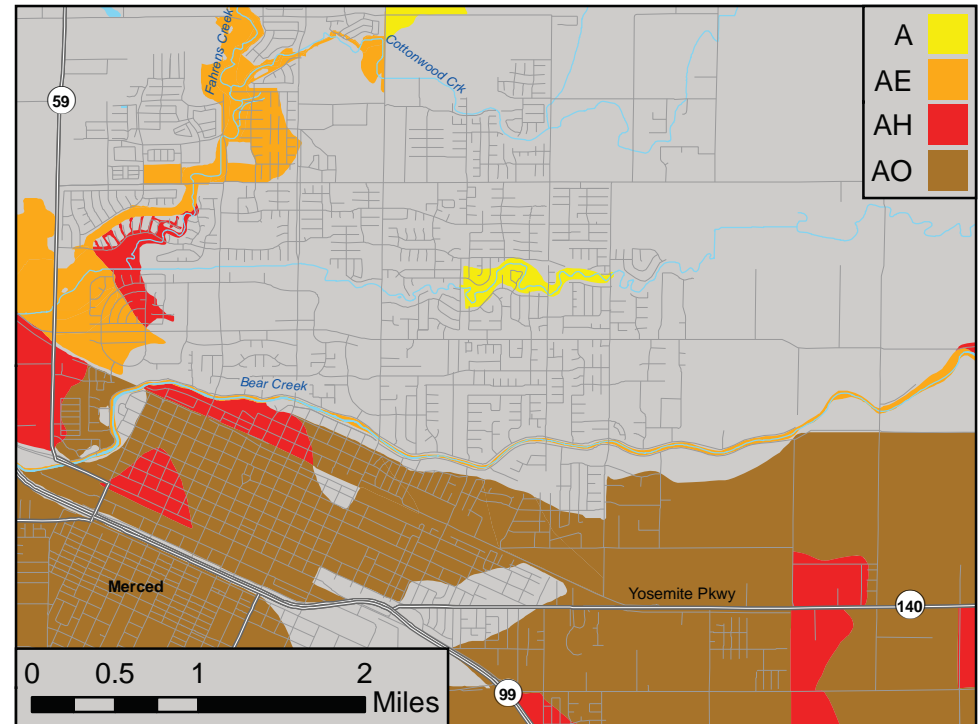 A
AE
AH
AO
Fahrens Creek
Cottonwood Crk
59
Bear Creek
Merced
Yosemite Pkwy
140
99
0 0.5 1 2
Miles